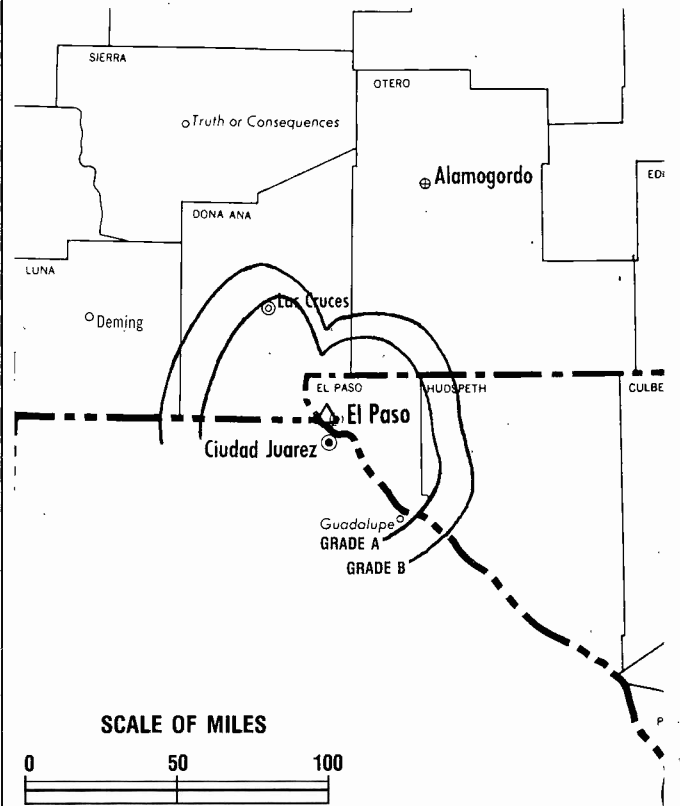 SIERRA
OTERO
Truth or Consequences
Alamogordo
DONA ANA
LUNA
Las Cruces
Deming
EL PASO
HUDSPETH
CULBE
El Paso
Ciudad Juarez
Guadalupe
GRADE A
GRADE B
SCALE OF MILES
0 50 100
P